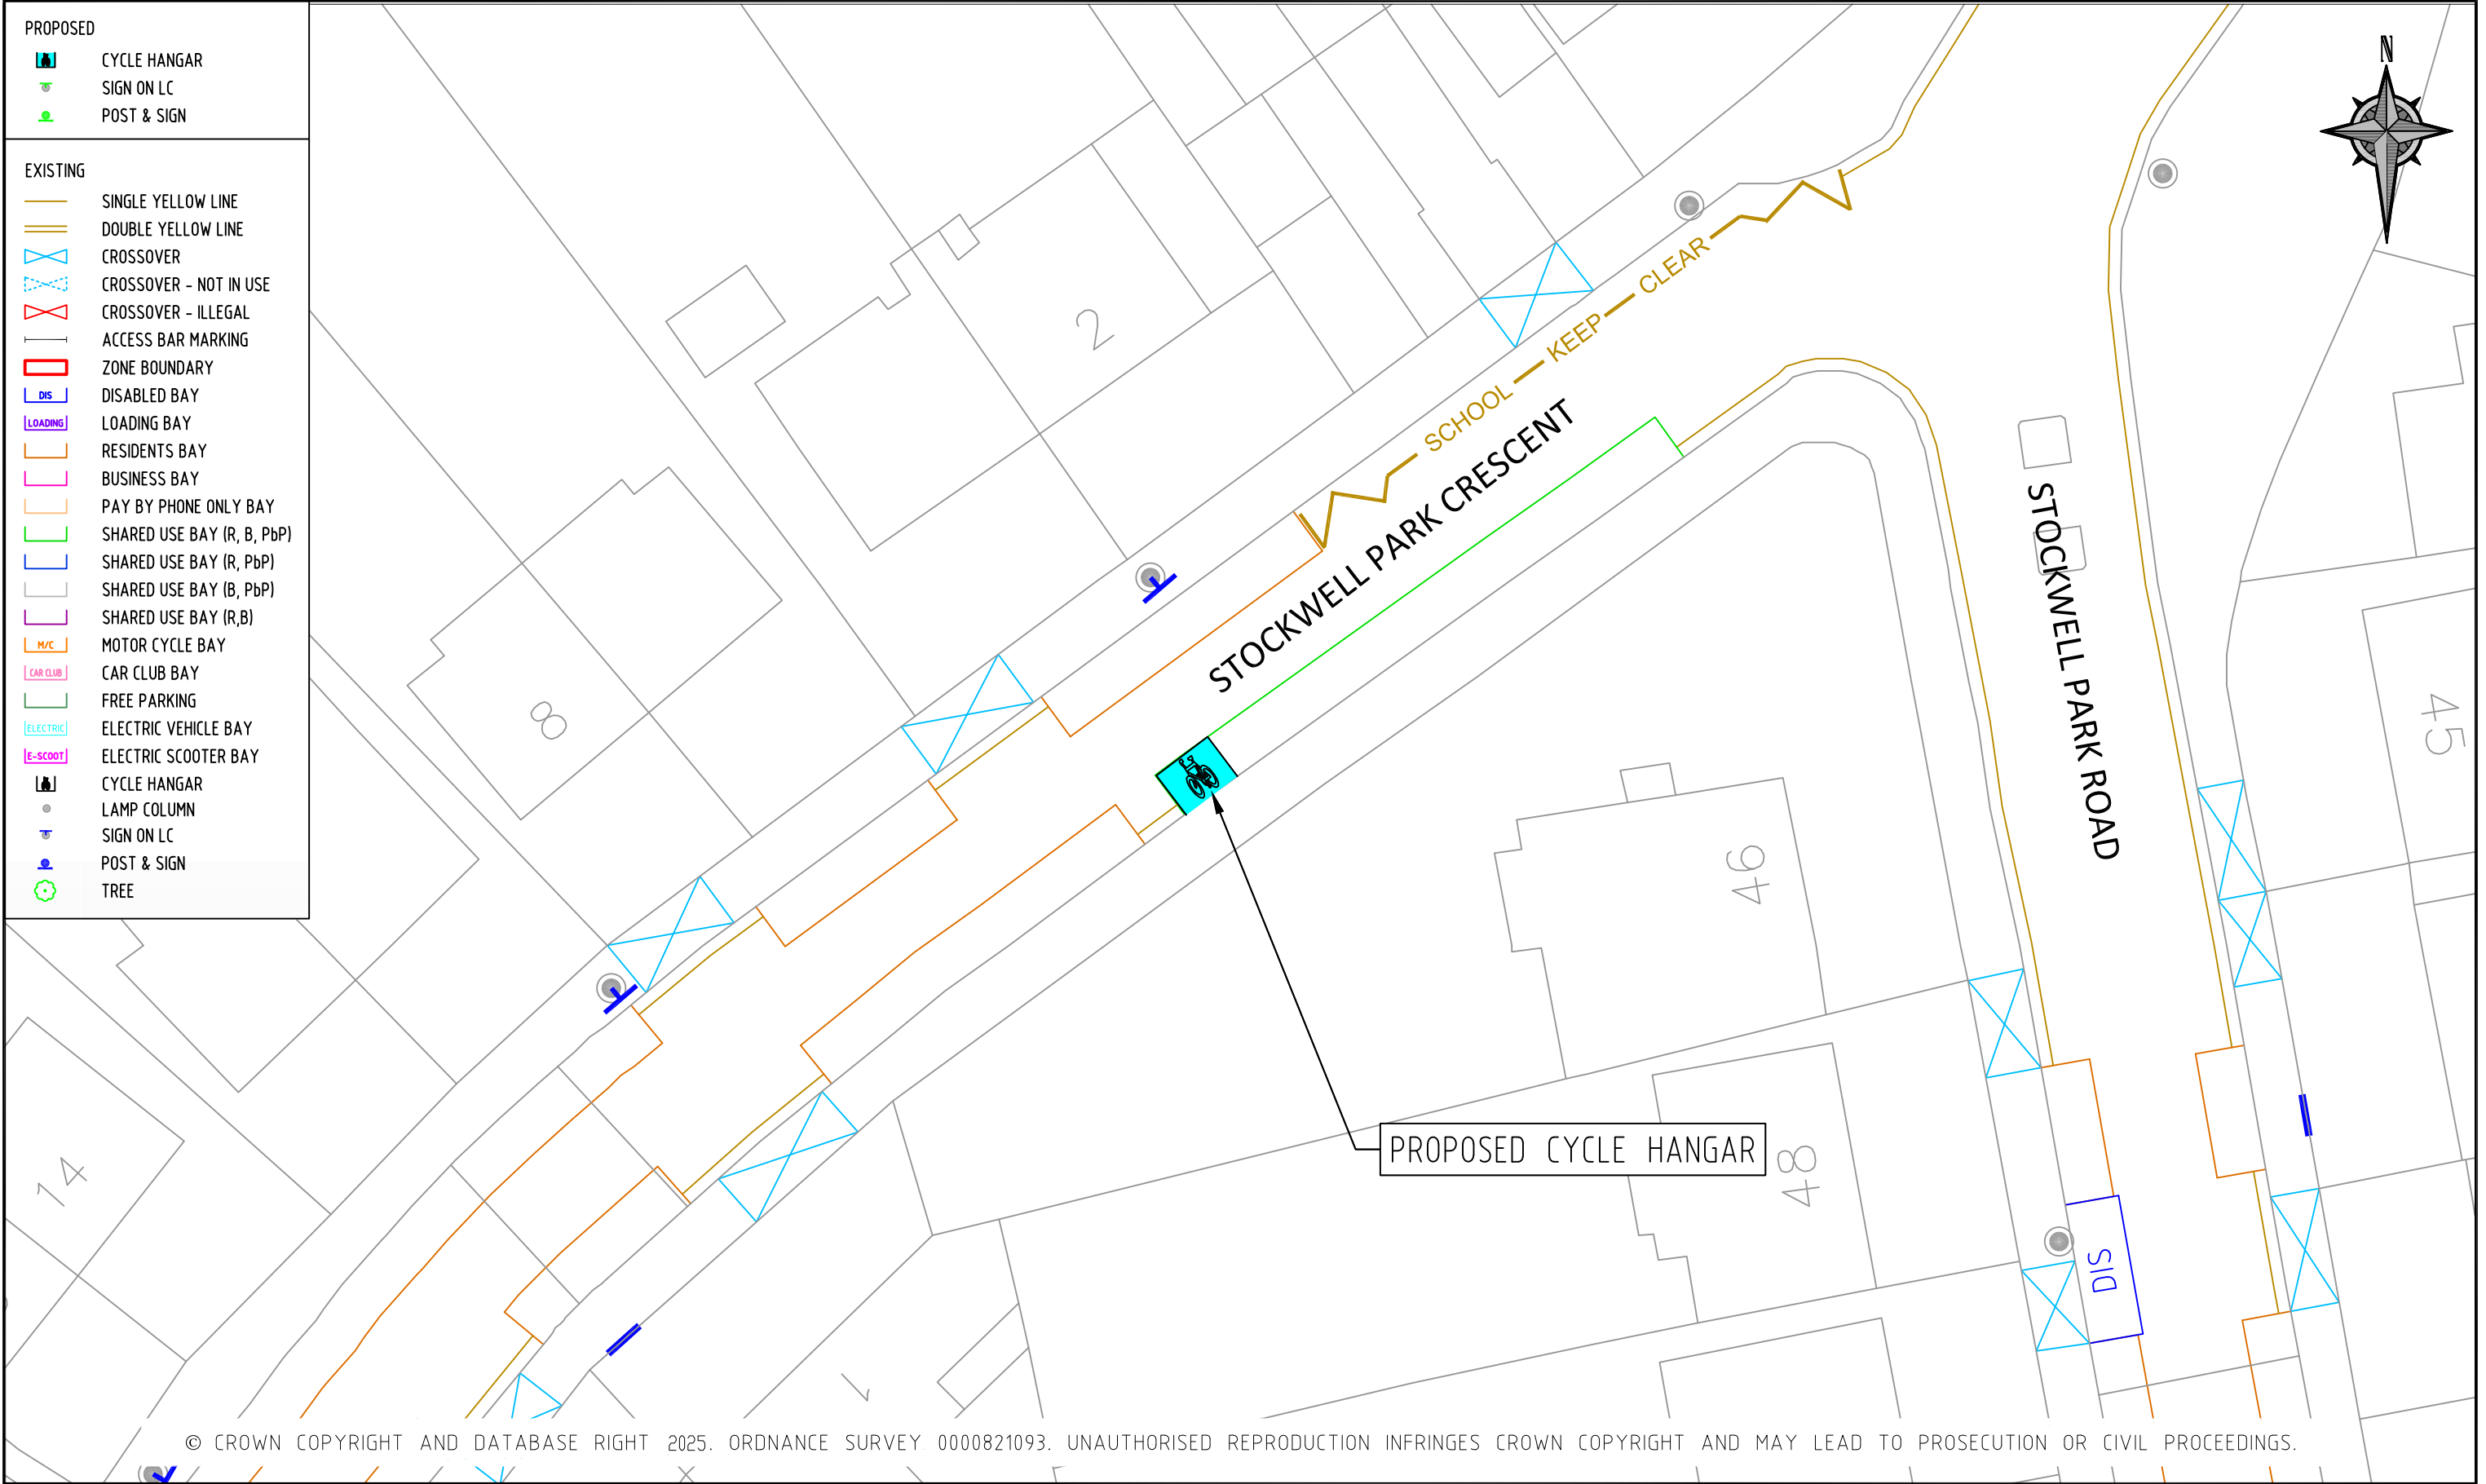 PROPOSED
CYCLE HANGAR
SIGN ON LC
POST & SIGN
EXISTING
SINGLE YELLOW LINE
DOUBLE YELLOW LINE
CROSSOVER
CROSSOVER - NOT IN USE
CROSSOVER - ILLEGAL
ACCESS BAR MARKING
ZONE BOUNDARY
DIS DISABLED BAY
LOADING LOADING BAY
RESIDENTS BAY
BUSINESS BAY
PAY BY PHONE ONLY BAY
SHARED USE BAY (R, B, PbP)
SHARED USE BAY (R, PbP)
SHARED USE BAY (B, PbP)
SHARED USE BAY (R,B)
M/C MOTOR CYCLE BAY
CAR CLUB CAR CLUB BAY
FREE PARKING
ELECTRIC ELECTRIC VEHICLE BAY
E-SCOOT ELECTRIC SCOOTER BAY
CYCLE HANGAR
LAMP COLUMN
SIGN ON LC
POST & SIGN
TREE
N
2
8
14
SCHOOL KEEP CLEAR
STOCKWELL PARK CRESCENT
STOCKWELL PARK ROAD
45
46
48
1
DIS
PROPOSED CYCLE HANGAR
© CROWN COPYRIGHT AND DATABASE RIGHT 2025. ORDNANCE SURVEY 0000821093. UNAUTHORISED REPRODUCTION INFRINGES CROWN COPYRIGHT AND MAY LEAD TO PROSECUTION OR CIVIL PROCEEDINGS.